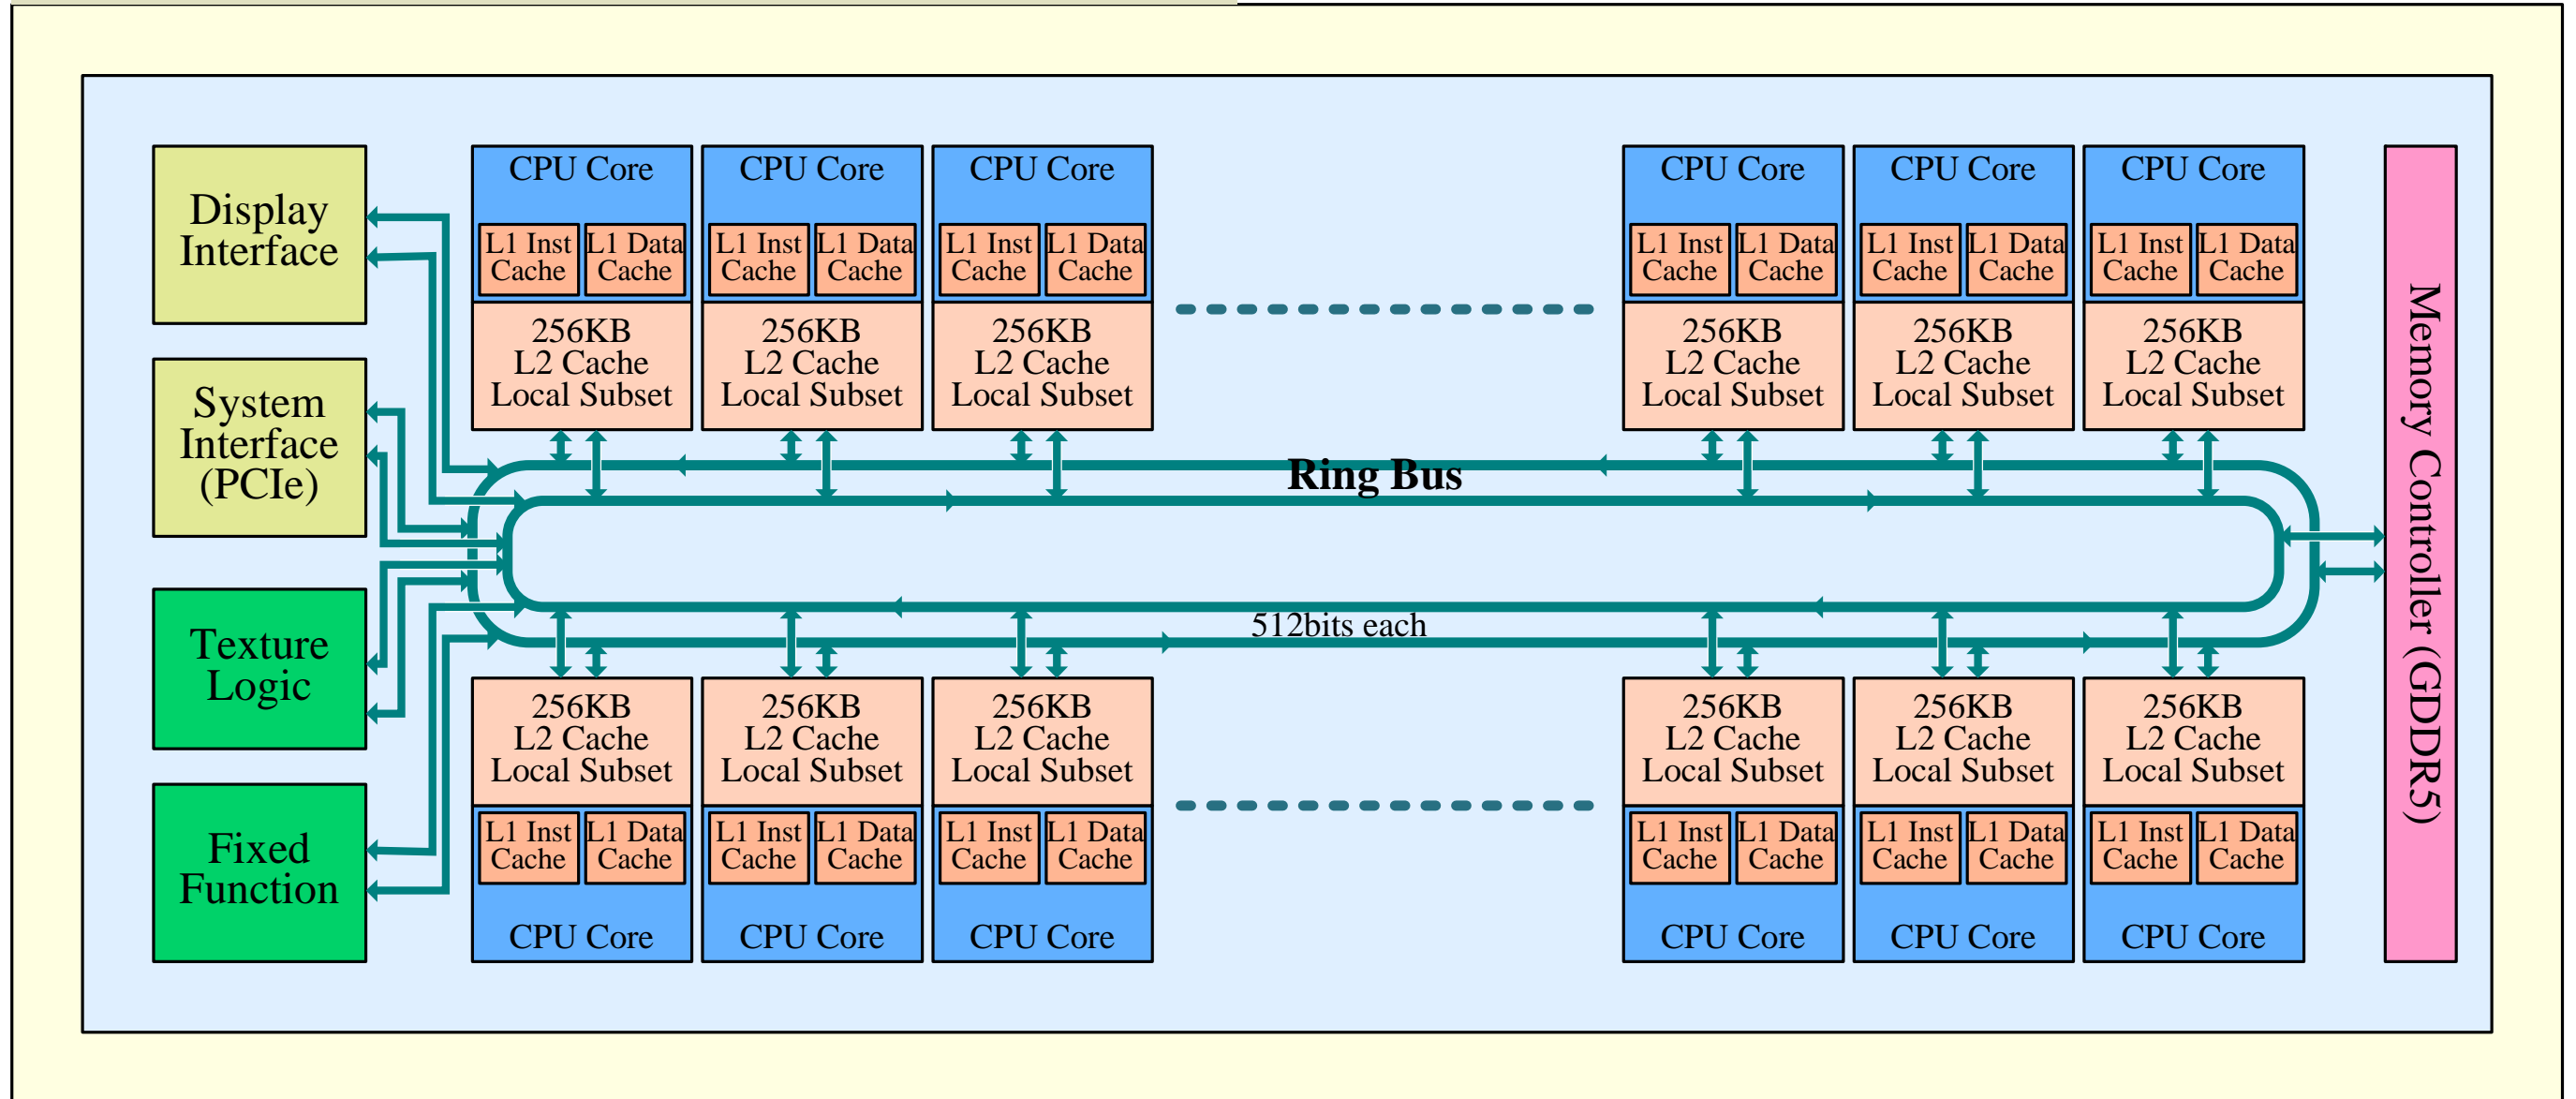 Display
Interface
System
Interface
(PCIe)
Texture
Logic
Fixed
Function
CPU Core
L1 Inst
Cache
L1 Data
Cache
256KB
L2 Cache
Local Subset
CPU Core
L1 Inst
Cache
L1 Data
Cache
256KB
L2 Cache
Local Subset
CPU Core
L1 Inst
Cache
L1 Data
Cache
256KB
L2 Cache
Local Subset
CPU Core
L1 Inst
Cache
L1 Data
Cache
256KB
L2 Cache
Local Subset
CPU Core
L1 Inst
Cache
L1 Data
Cache
256KB
L2 Cache
Local Subset
CPU Core
L1 Inst
Cache
L1 Data
Cache
256KB
L2 Cache
Local Subset
Ring Bus
512bits each
256KB
L2 Cache
Local Subset
L1 Inst
Cache
L1 Data
Cache
CPU Core
256KB
L2 Cache
Local Subset
L1 Inst
Cache
L1 Data
Cache
CPU Core
256KB
L2 Cache
Local Subset
L1 Inst
Cache
L1 Data
Cache
CPU Core
256KB
L2 Cache
Local Subset
L1 Inst
Cache
L1 Data
Cache
CPU Core
256KB
L2 Cache
Local Subset
L1 Inst
Cache
L1 Data
Cache
CPU Core
256KB
L2 Cache
Local Subset
L1 Inst
Cache
L1 Data
Cache
CPU Core
Memory Controller (GDDR5)